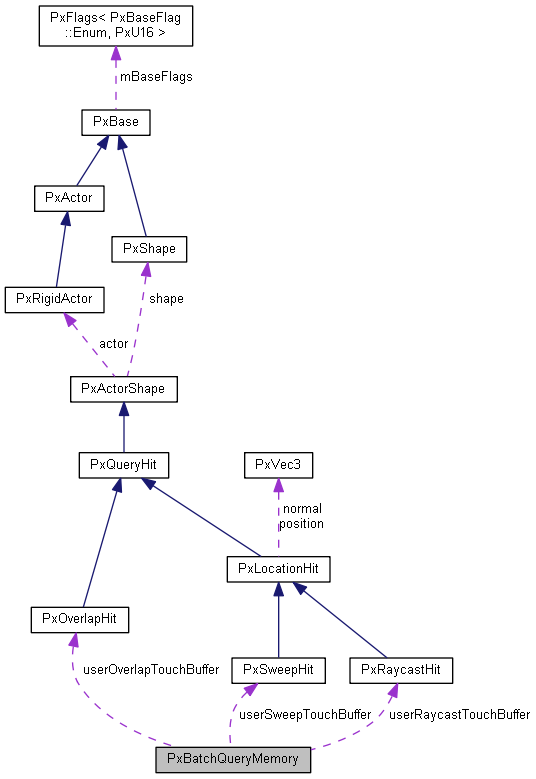 PxFlags< PxBaseFlag
::Enum, PxU16 >
mBaseFlags
PxBase
PxActor
PxShape
PxRigidActor
shape
actor
PxActorShape
PxQueryHit
PxVec3
normal
position
PxLocationHit
PxOverlapHit
PxSweepHit
PxRaycastHit
userOverlapTouchBuffer
userSweepTouchBuffer
userRaycastTouchBuffer
PxBatchQueryMemory